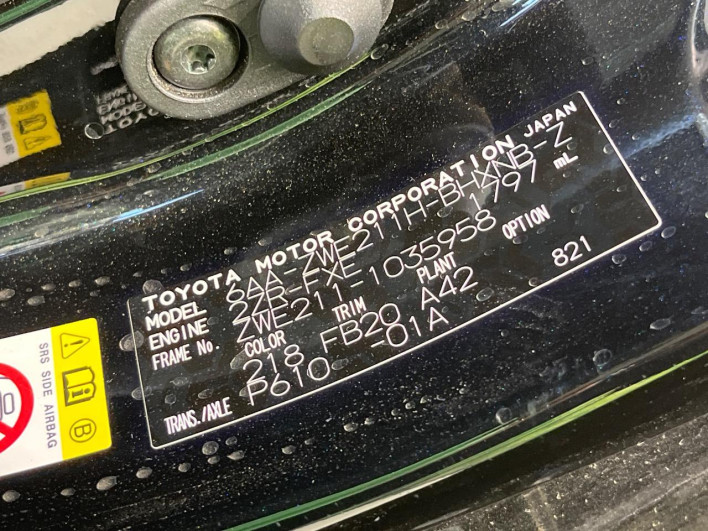 TOYOTA MOTOR CORPORATION JAPAN
MODEL 6AA-ZWE211H-BHXNB-Z
ENGINE 2ZR-FXE 1797 mL
FRAME No. ZWE211-1035958
COLOR TRIM PLANT OPTION
218 FB20 A42 821
TRANS./AXLE P610 -01A
SRS SIDE AIRBAG
B